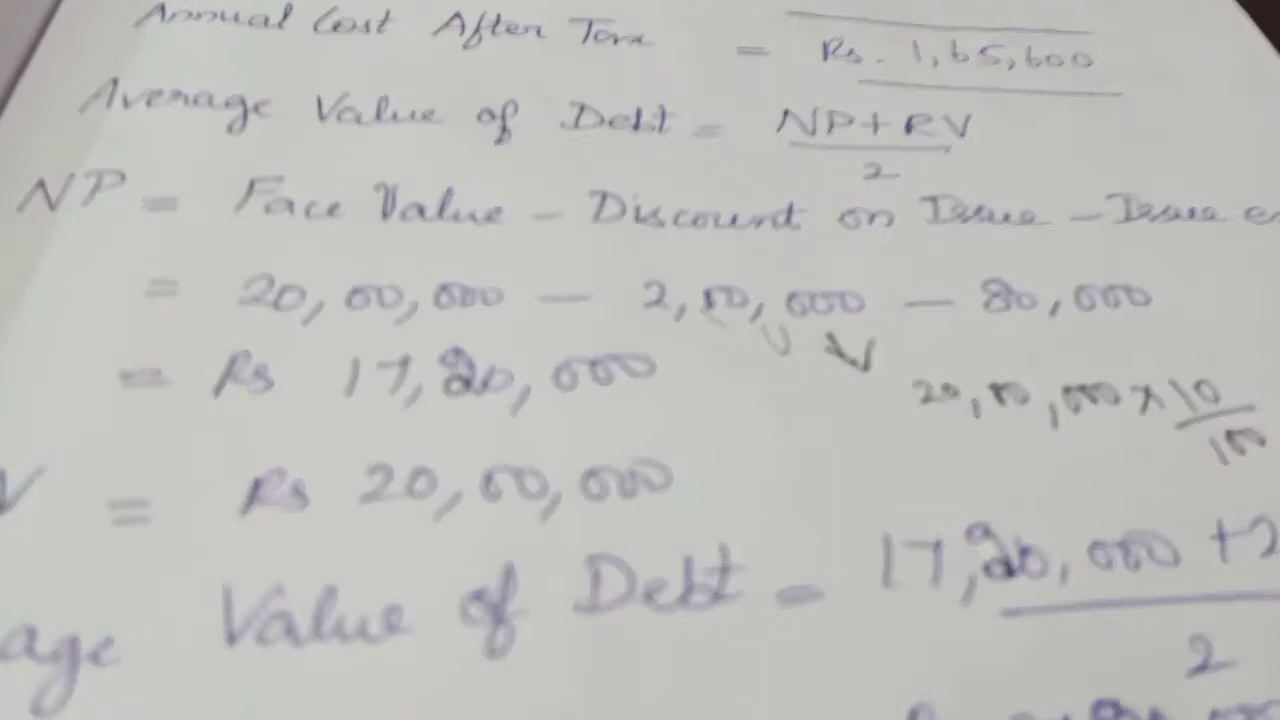 Annual Cost After Tax = Rs. 1,65,600
Average Value of Debt = NP+RV
2
NP = Face Value - Discount on Issue - Issue
= 20,00,000 - 2,00,000 - 80,000
= Rs 17,20,000
20,00,000 x 10
100
V = Rs 20,00,000
age Value of Debt = 17,20,000 + 2
2